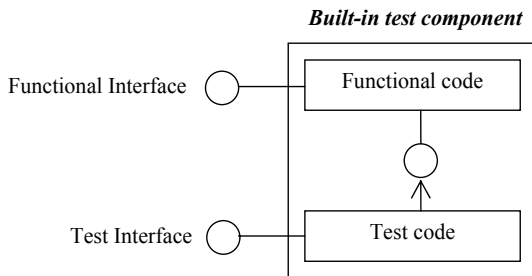 Built-in test component
Functional Interface
Functional code
Test Interface
Test code